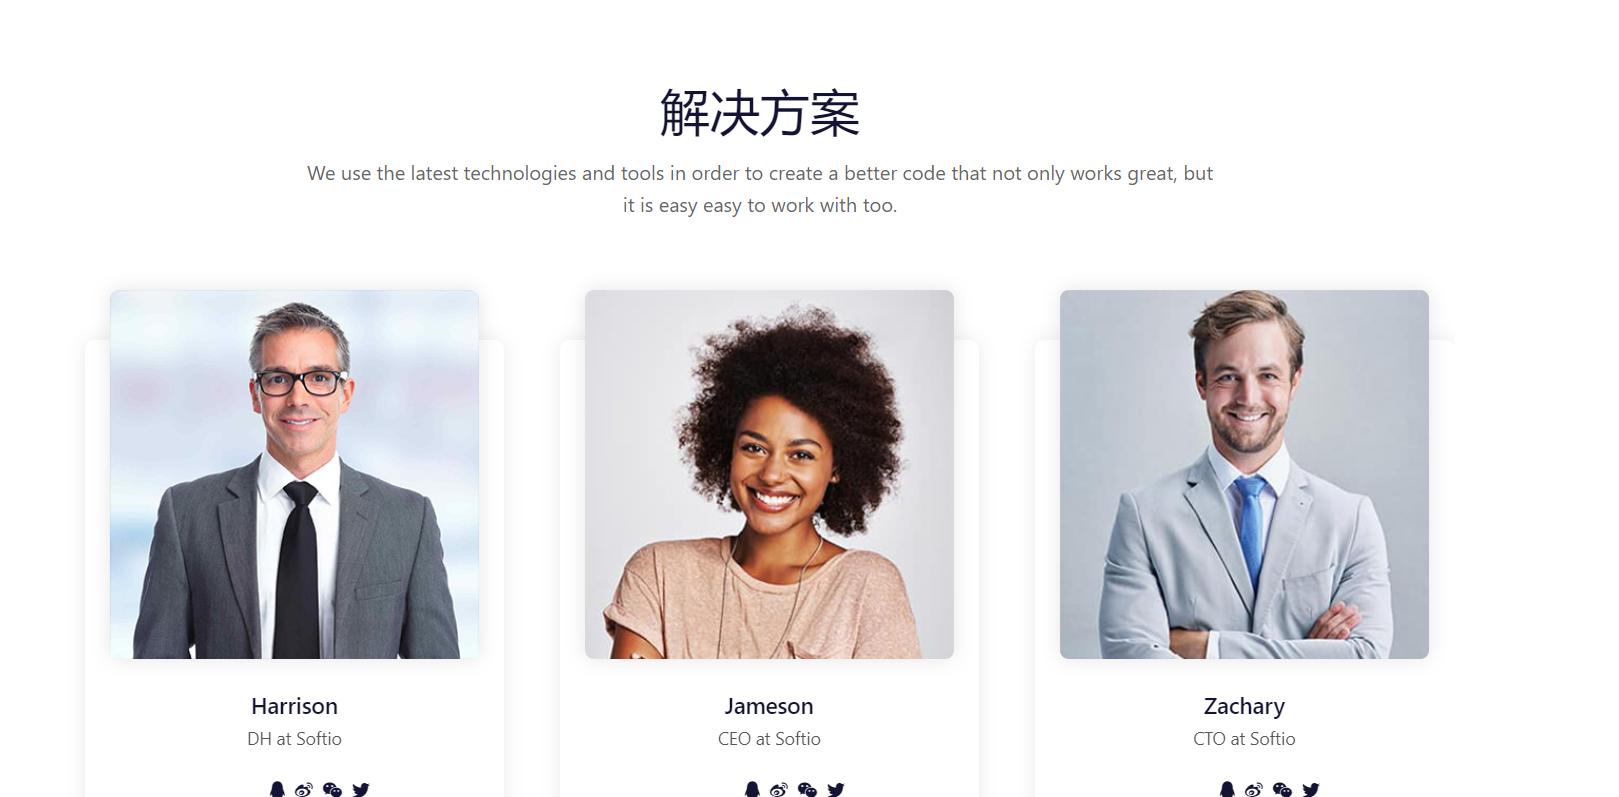 解决方案
We use the latest technologies and tools in order to create a better code that not only works great, but
it is easy easy to work with too.
Harrison
DH at Softio
Jameson
CEO at Softio
Zachary
CTO at Softio